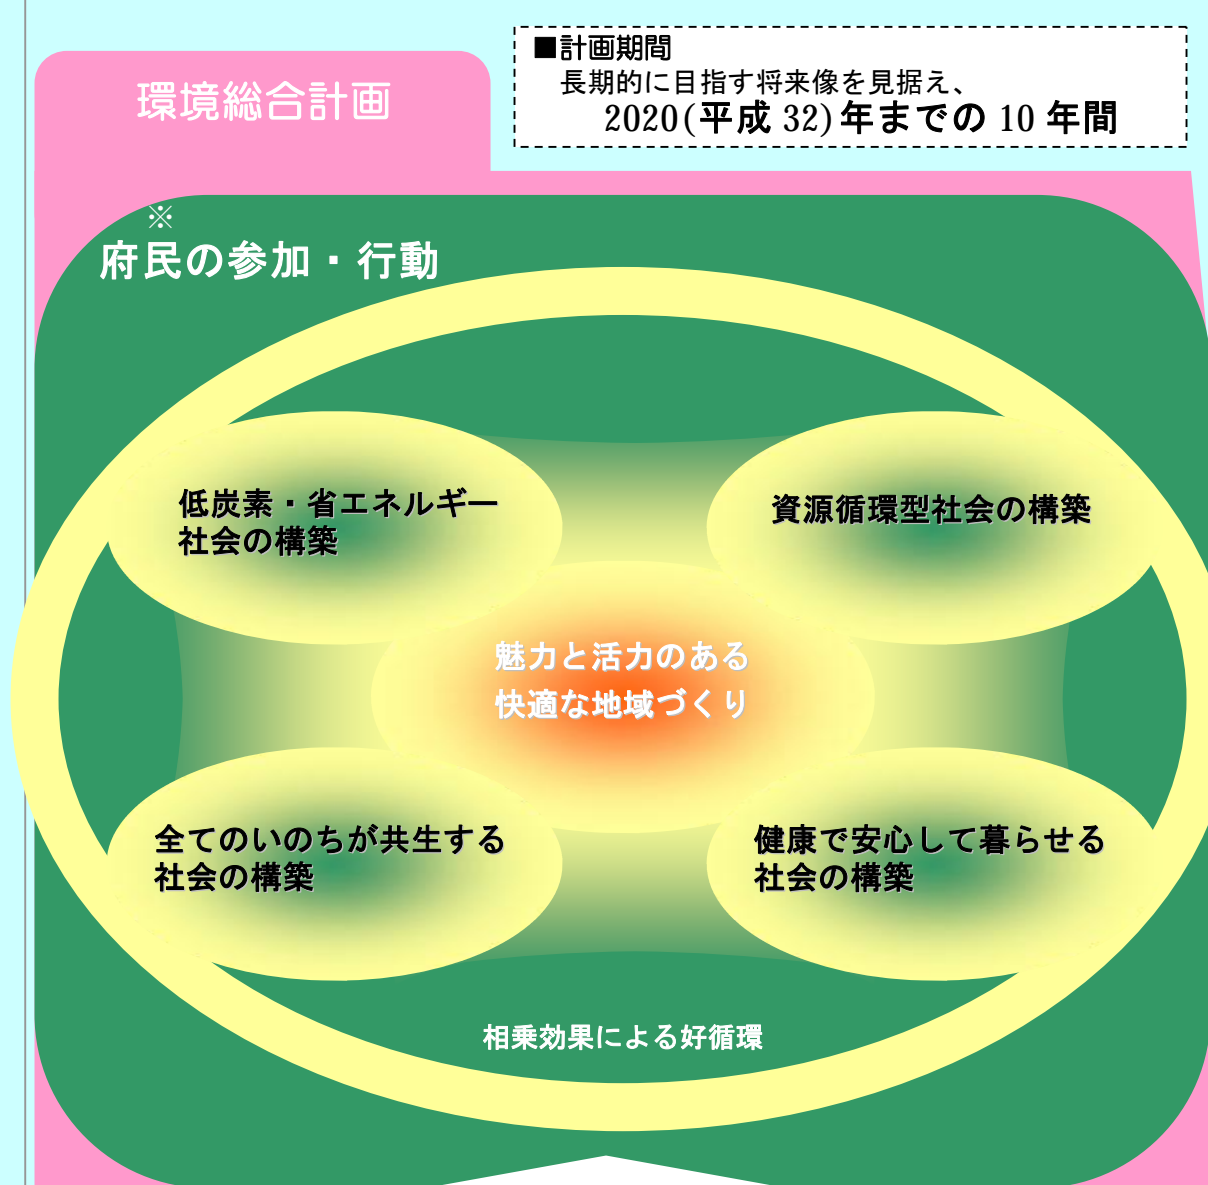 ■計画期間
長期的に目指す将来像を見据え、
2020(平成 32)年までの 10 年間
環境総合計画
※
府民の参加・行動
低炭素・省エネルギー
社会の構築
資源循環型社会の構築
魅力と活力のある
快適な地域づくり
全てのいのちが共生する
社会の構築
健康で安心して暮らせる
社会の構築
相乗効果による好循環